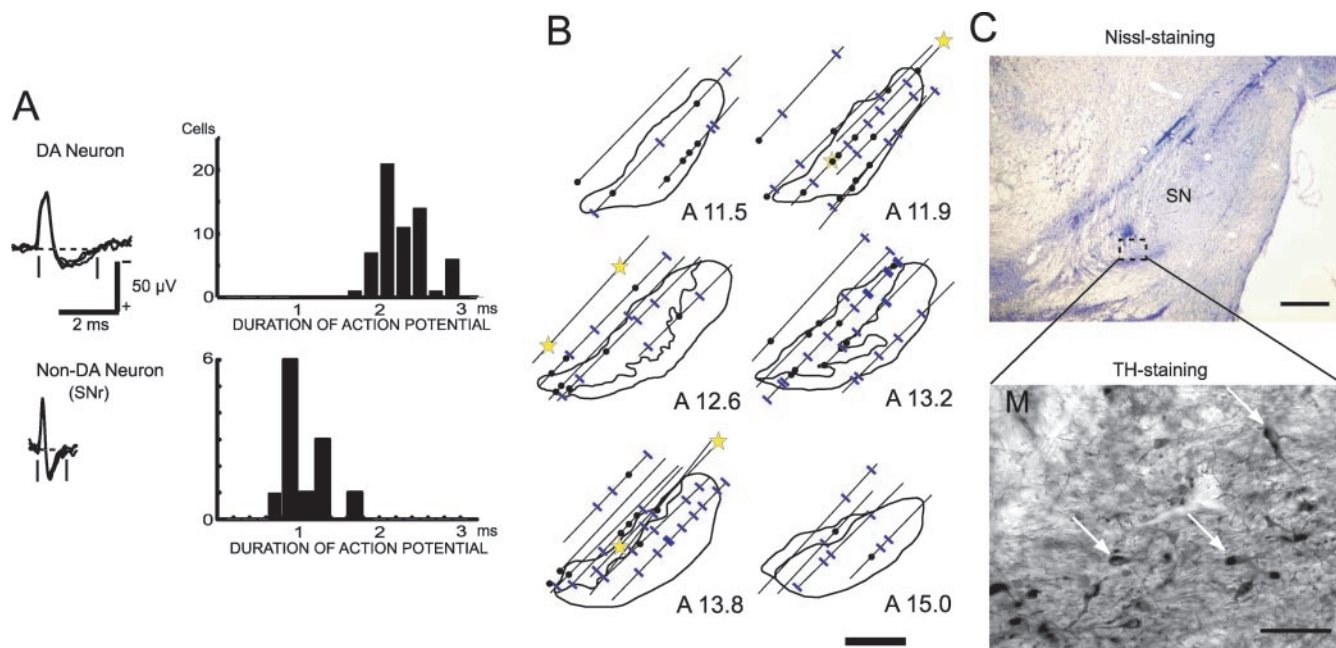 A
DA Neuron
50 µV
+
2 ms
Cells
20
10
0
1
2
3
ms
DURATION OF ACTION POTENTIAL
Non-DA Neuron
(SNr)
6
0
1
2
3
ms
DURATION OF ACTION POTENTIAL
B
A 11.5
A 11.9
A 12.6
A 13.2
A 13.8
A 15.0
C
Nissl-staining
SN
TH-staining
M